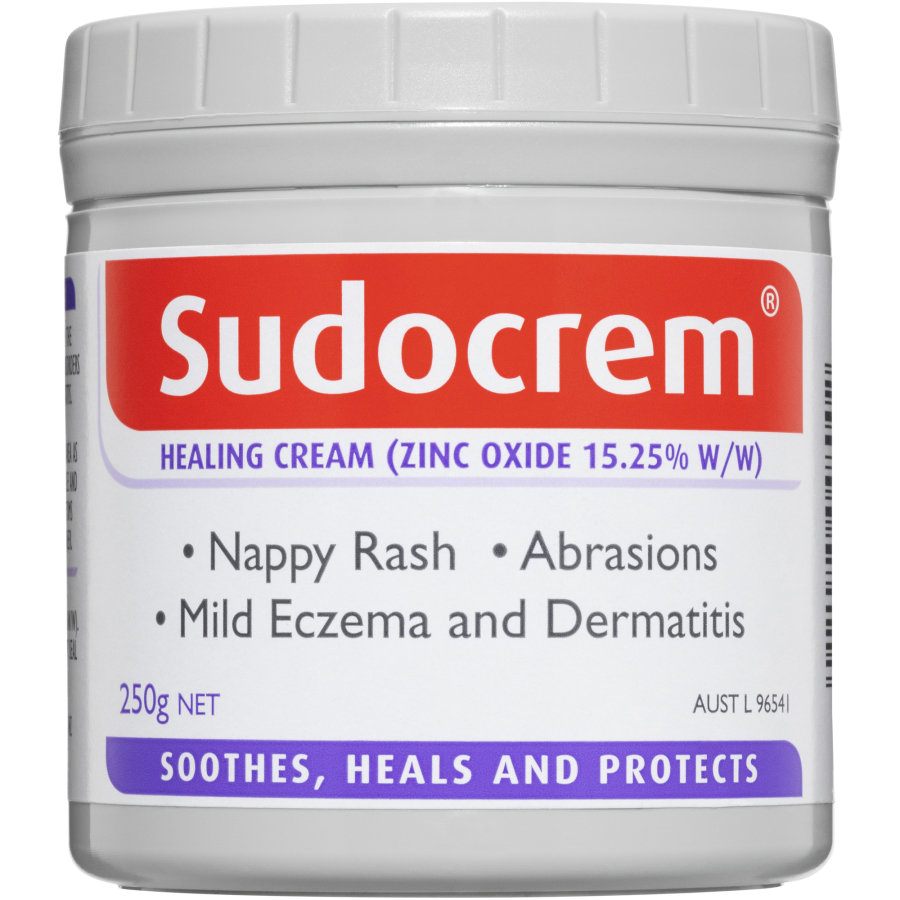 Sudocrem®
HEALING CREAM (ZINC OXIDE 15.25% W/W)
• Nappy Rash • Abrasions
• Mild Eczema and Dermatitis
250g NET
AUST L 96541
SOOTHES, HEALS AND PROTECTS